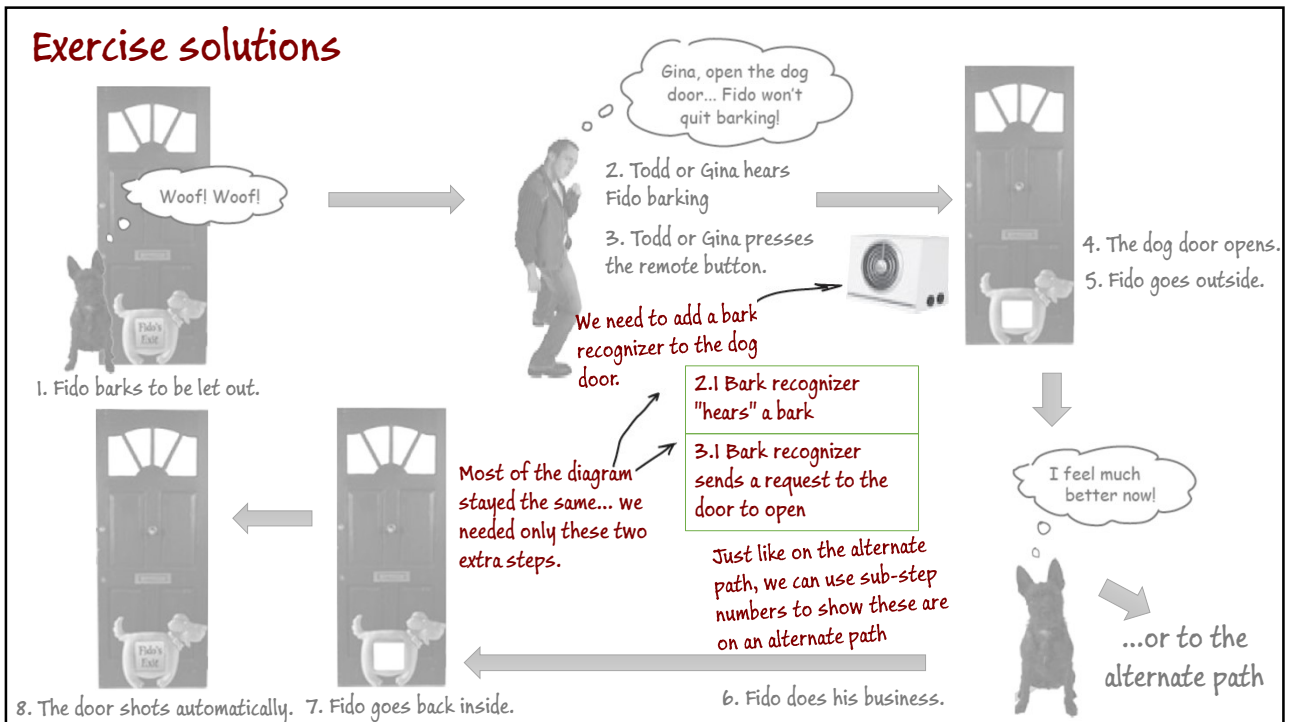 Exercise solutions
Woof! Woof!
Fido's
Exit
1. Fido barks to be let out.
Gina, open the dog
door... Fido won't
quit barking!
2. Todd or Gina hears
Fido barking
3. Todd or Gina presses
the remote button.
4. The dog door opens.
5. Fido goes outside.
We need to add a bark
recognizer to the dog
door.
2.1 Bark recognizer
"hears" a bark
3.1 Bark recognizer
sends a request to the
door to open
Most of the diagram
stayed the same... we
needed only these two
extra steps.
Just like on the alternate
path, we can use sub-step
numbers to show these are
on an alternate path
I feel much
better now!
...or to the
alternate path
6. Fido does his business.
7. Fido goes back inside.
Fido's
Exit
8. The door shots automatically.